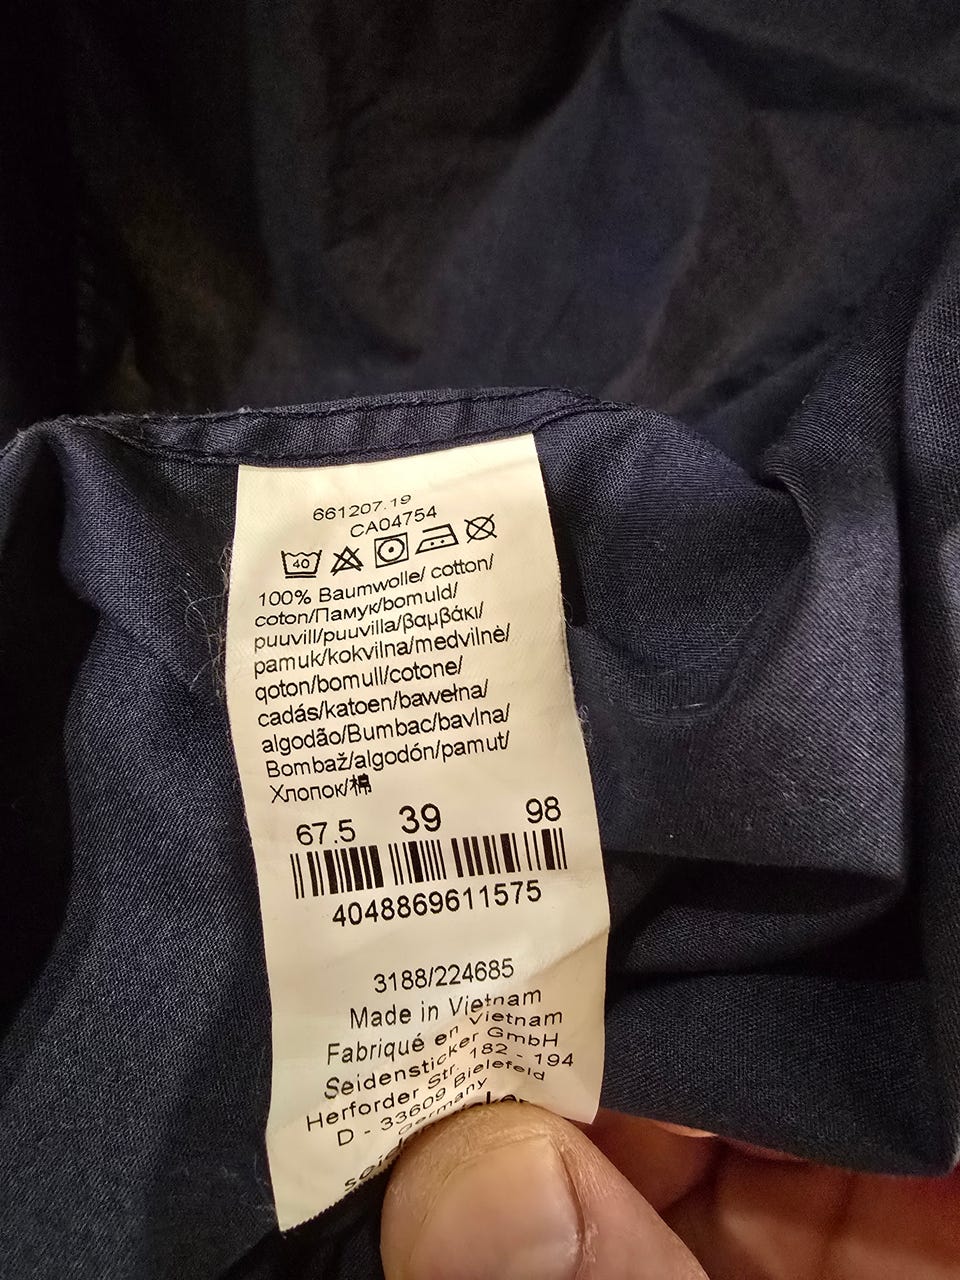 661207.19
CA04754
40
100% Baumwolle/ cotton/
coton/Памук/bomuld/
puuvill/puuvilla/βαμβάκι/
pamuk/kokvilna/medvilnė/
qoton/bomull/cotone/
cadás/katoen/bawełna/
algodão/Bumbac/bavlna/
Bombaž/algodón/pamut/
Хлопок/棉
67.5 39 98
4048869611575
3188/224685
Made in Vietnam
Fabriqué en Vietnam
Seidensticker GmbH
Herforder Str. 182 - 194
D - 33609 Bielefeld
Germany